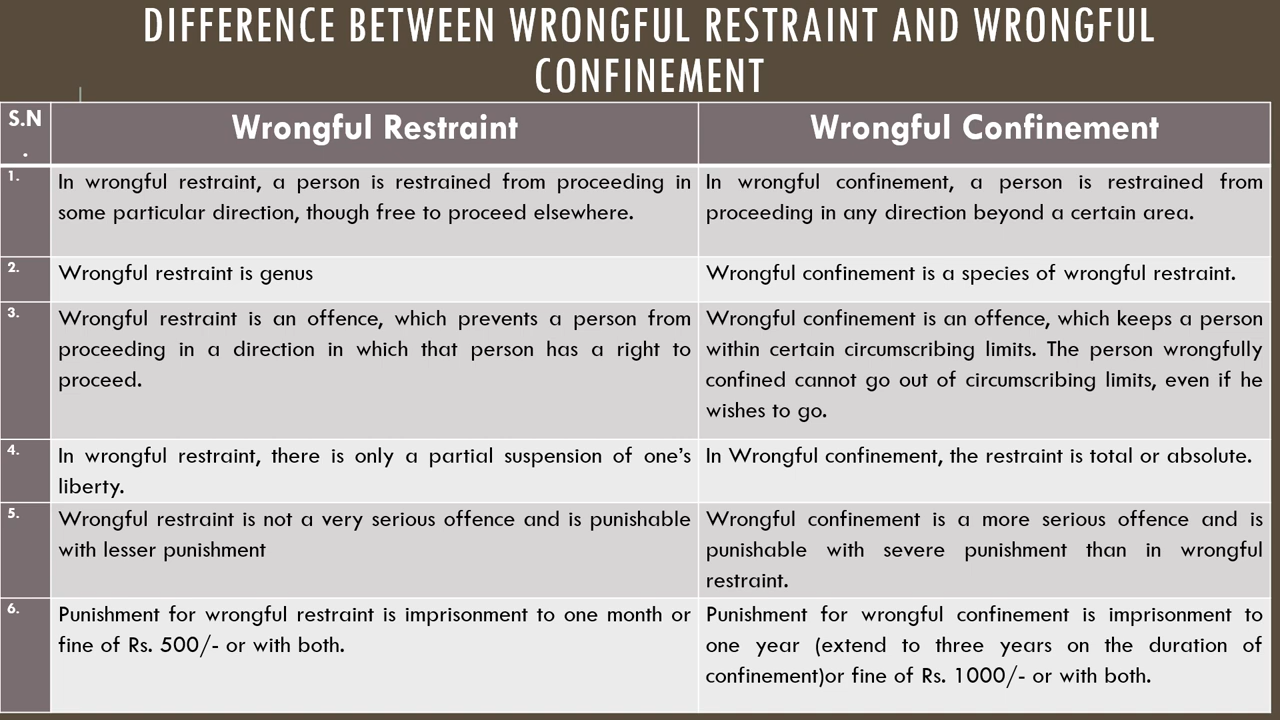 DIFFERENCE BETWEEN WRONGFUL RESTRAINT AND WRONGFUL
CONFINEMENT
S.N
.
Wrongful Restraint
Wrongful Confinement
1.
In wrongful restraint, a person is restrained from proceeding in
some particular direction, though free to proceed elsewhere.
In wrongful confinement, a person is restrained from
proceeding in any direction beyond a certain area.
2.
Wrongful restraint is genus
Wrongful confinement is a species of wrongful restraint.
3.
Wrongful restraint is an offence, which prevents a person from
proceeding in a direction in which that person has a right to
proceed.
Wrongful confinement is an offence, which keeps a person
within certain circumscribing limits. The person wrongfully
confined cannot go out of circumscribing limits, even if he
wishes to go.
4.
In wrongful restraint, there is only a partial suspension of one’s
liberty.
In Wrongful confinement, the restraint is total or absolute.
5.
Wrongful restraint is not a very serious offence and is punishable
with lesser punishment
Wrongful confinement is a more serious offence and is
punishable with severe punishment than in wrongful
restraint.
6.
Punishment for wrongful restraint is imprisonment to one month or
fine of Rs. 500/- or with both.
Punishment for wrongful confinement is imprisonment to
one year (extend to three years on the duration of
confinement)or fine of Rs. 1000/- or with both.